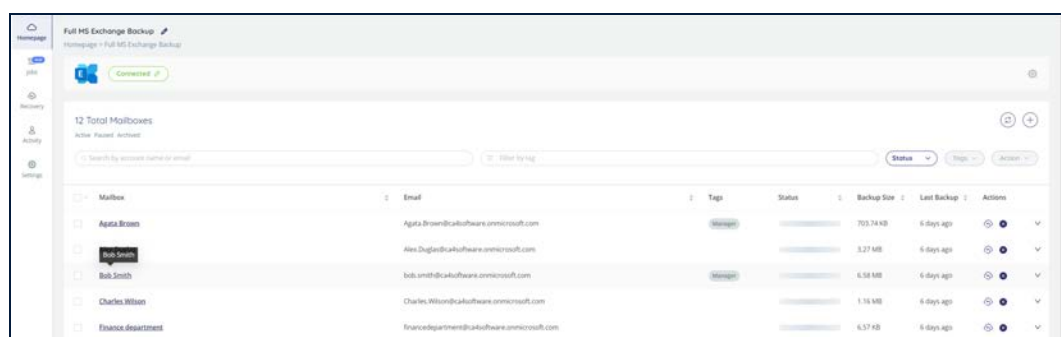 Homepage
Jobs
Recovery
Activity
Settings
Full MS Exchange Backup
Homepage > Full MS Exchange Backup
Connected
12 Total Mailboxes
Active Paused Archived
Search by account name or email
Filter by tag
Status
Tags
Action
Mailbox Email Tags Status Backup Size Last Backup Actions
Agata Brown Agata.Brown@ca4software.onmicrosoft.com Manager 703.74 KB 6 days ago
Alex.Duglas@ca4software.onmicrosoft.com 3.27 MB 6 days ago
Bob Smith
Bob Smith bob.smith@ca4software.onmicrosoft.com Manager 6.58 MB 6 days ago
Charles Wilson Charles.Wilson@ca4software.onmicrosoft.com 1.16 MB 6 days ago
Finance department financedepartment@ca4software.onmicrosoft.com 6.57 KB 6 days ago